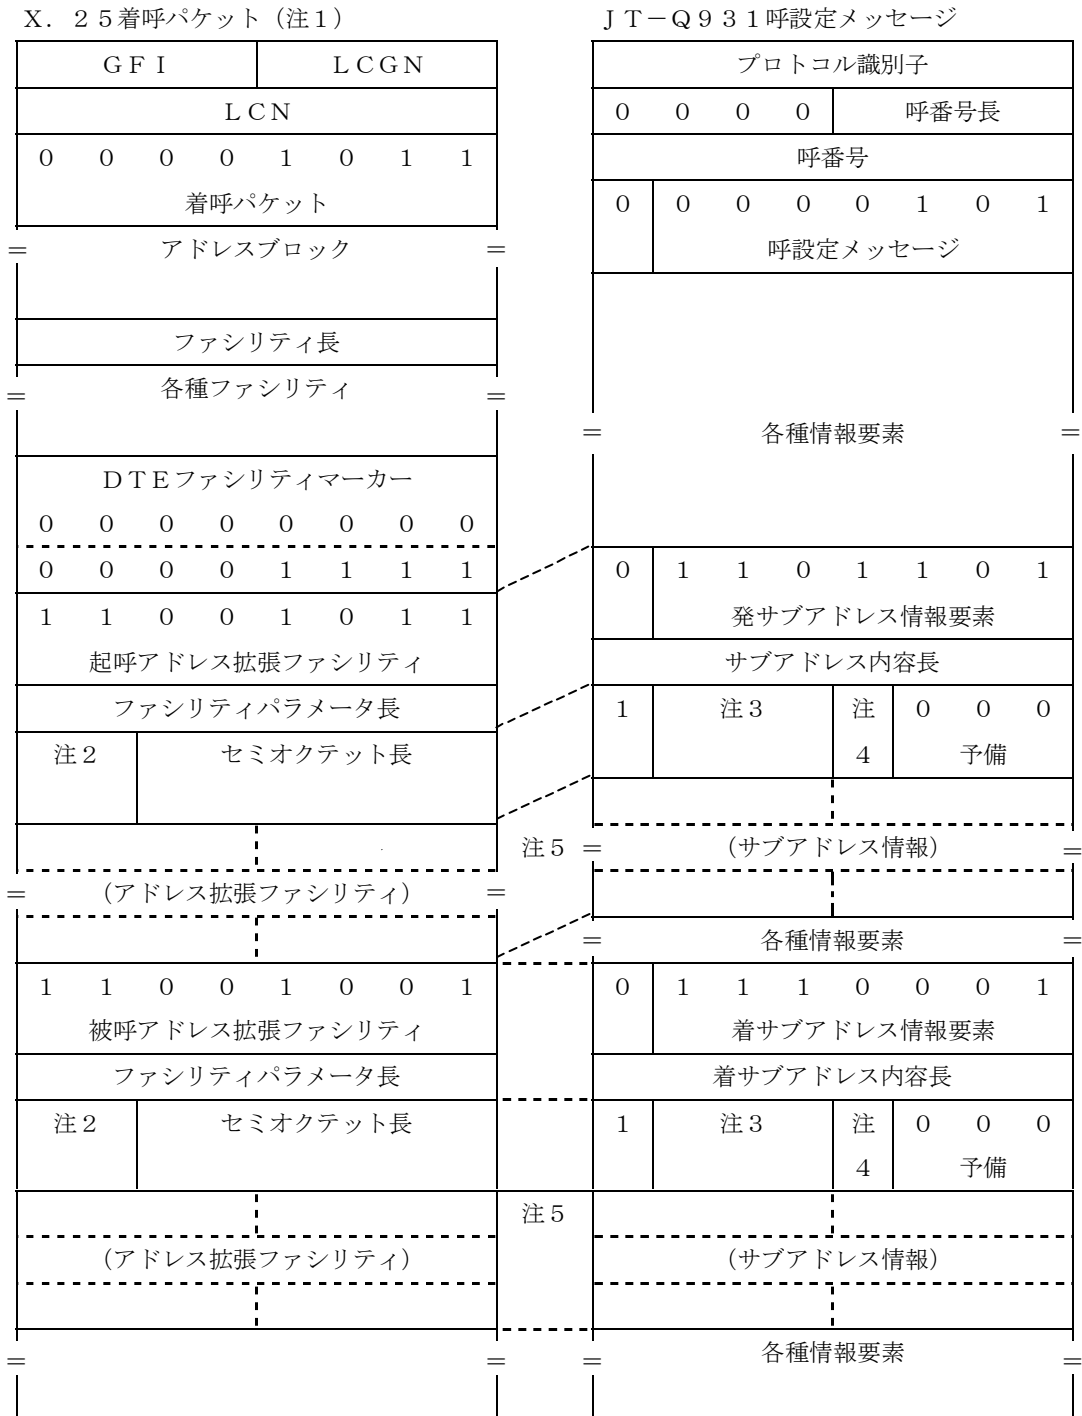 Ｘ．２５着呼パケット（注１）
ＧＦＩ　ＬＣＧＮ
ＬＣＮ
０　０　０　０　１　０　１　１
着呼パケット
＝　アドレスブロック　＝
ファシリティ長
＝　各種ファシリティ　＝
ＤＴＥファシリティマーカー
０　０　０　０　０　０　０　０
０　０　０　０　１　１　１　１
１　１　０　０　１　０　１　１
起呼アドレス拡張ファシリティ
ファシリティパラメータ長
注２　セミオクテット長
＝　（アドレス拡張ファシリティ）　＝
１　１　０　０　１　０　０　１
被呼アドレス拡張ファシリティ
ファシリティパラメータ長
注２　セミオクテット長
（アドレス拡張ファシリティ）
＝　＝
注５
注５
ＪＴ－Ｑ９３１呼設定メッセージ
プロトコル識別子
０　０　０　０　呼番号長
呼番号
０　０　０　０　０　１　０　１
呼設定メッセージ
＝　各種情報要素　＝
０　１　１　０　１　１　０　１
発サブアドレス情報要素
サブアドレス内容長
１　注３　注　０　０　０
４　予備
＝　（サブアドレス情報）　＝
＝　各種情報要素　＝
０　１　１　１　０　０　０　１
着サブアドレス情報要素
着サブアドレス内容長
１　注３　注　０　０　０
４　予備
（サブアドレス情報）
＝　各種情報要素　＝